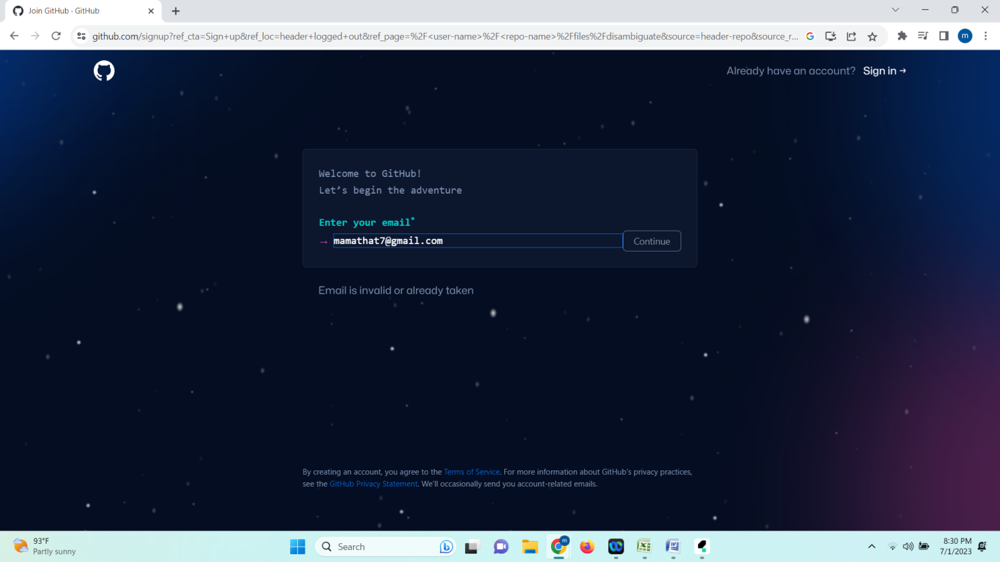 Join GitHub · GitHub
github.com/signup?ref_cta=Sign+up&ref_loc=header+logged+out&ref_page=%2F<user-name>%2F<repo-name>%2Ffiles%2Fdisambiguate&source=header-repo&source_r...
m
Already have an account? Sign in →
Welcome to GitHub!
Let’s begin the adventure
Enter your email*
→ mamathat7@gmail.com
Continue
Email is invalid or already taken
By creating an account, you agree to the Terms of Service. For more information about GitHub's privacy practices,
see the GitHub Privacy Statement. We'll occasionally send you account-related emails.
93°F
Partly sunny
Search
m
8:30 PM
7/1/2023